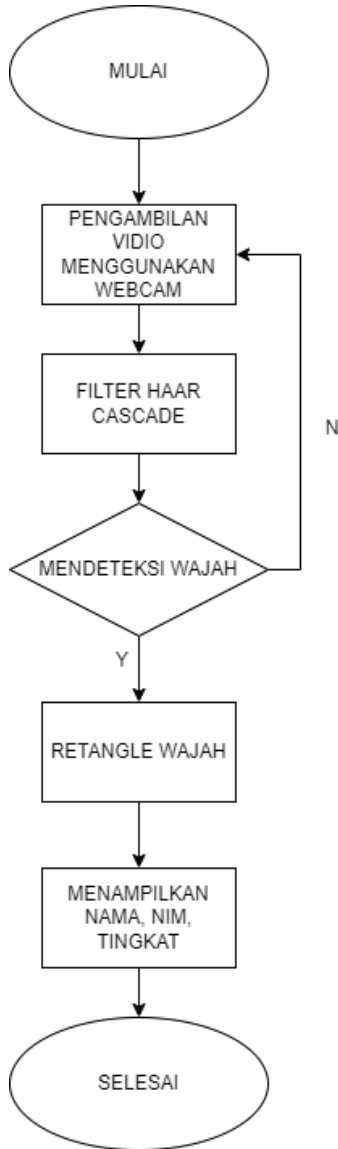 MULAI
PENGAMBILAN
VIDIO
MENGGUNAKAN
WEBCAM
FILTER HAAR
CASCADE
N
MENDETEKSI WAJAH
Y
RETANGLE WAJAH
MENAMPILKAN
NAMA, NIM,
TINGKAT
SELESAI